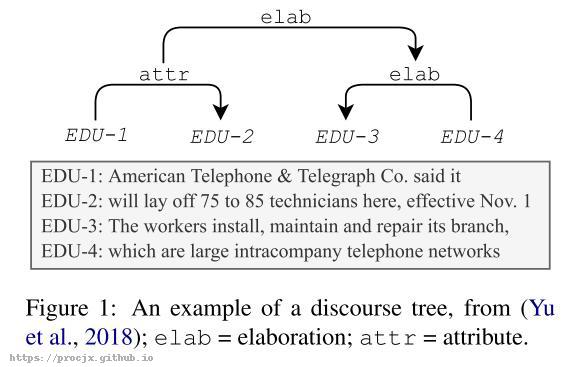 elab
attr elab
EDU-1 EDU-2 EDU-3 EDU-4
EDU-1: American Telephone & Telegraph Co. said it
EDU-2: will lay off 75 to 85 technicians here, effective Nov. 1
EDU-3: The workers install, maintain and repair its branch,
EDU-4: which are large intracompany telephone networks
Figure 1: An example of a discourse tree, from (Yu
et al., 2018); elab = elaboration; attr = attribute.
https://procjx.github.io